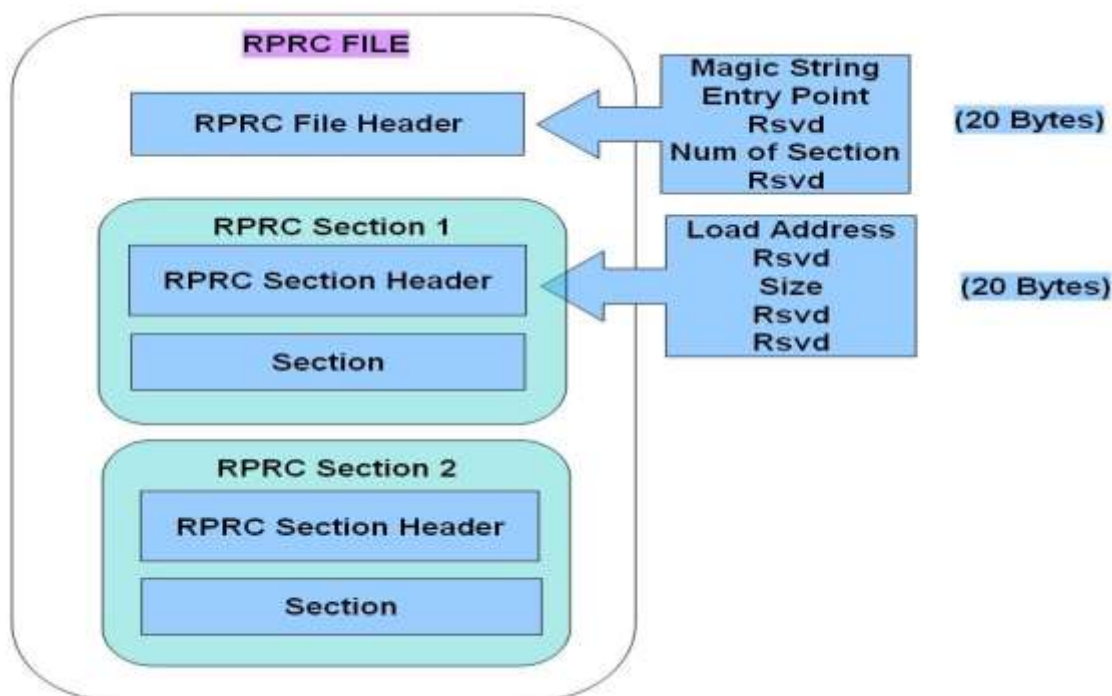 RPRC FILE
RPRC File Header
Magic String
Entry Point
Rsvd
Num of Section
Rsvd
(20 Bytes)
RPRC Section 1
RPRC Section Header
Section
Load Address
Rsvd
Size
Rsvd
Rsvd
(20 Bytes)
RPRC Section 2
RPRC Section Header
Section